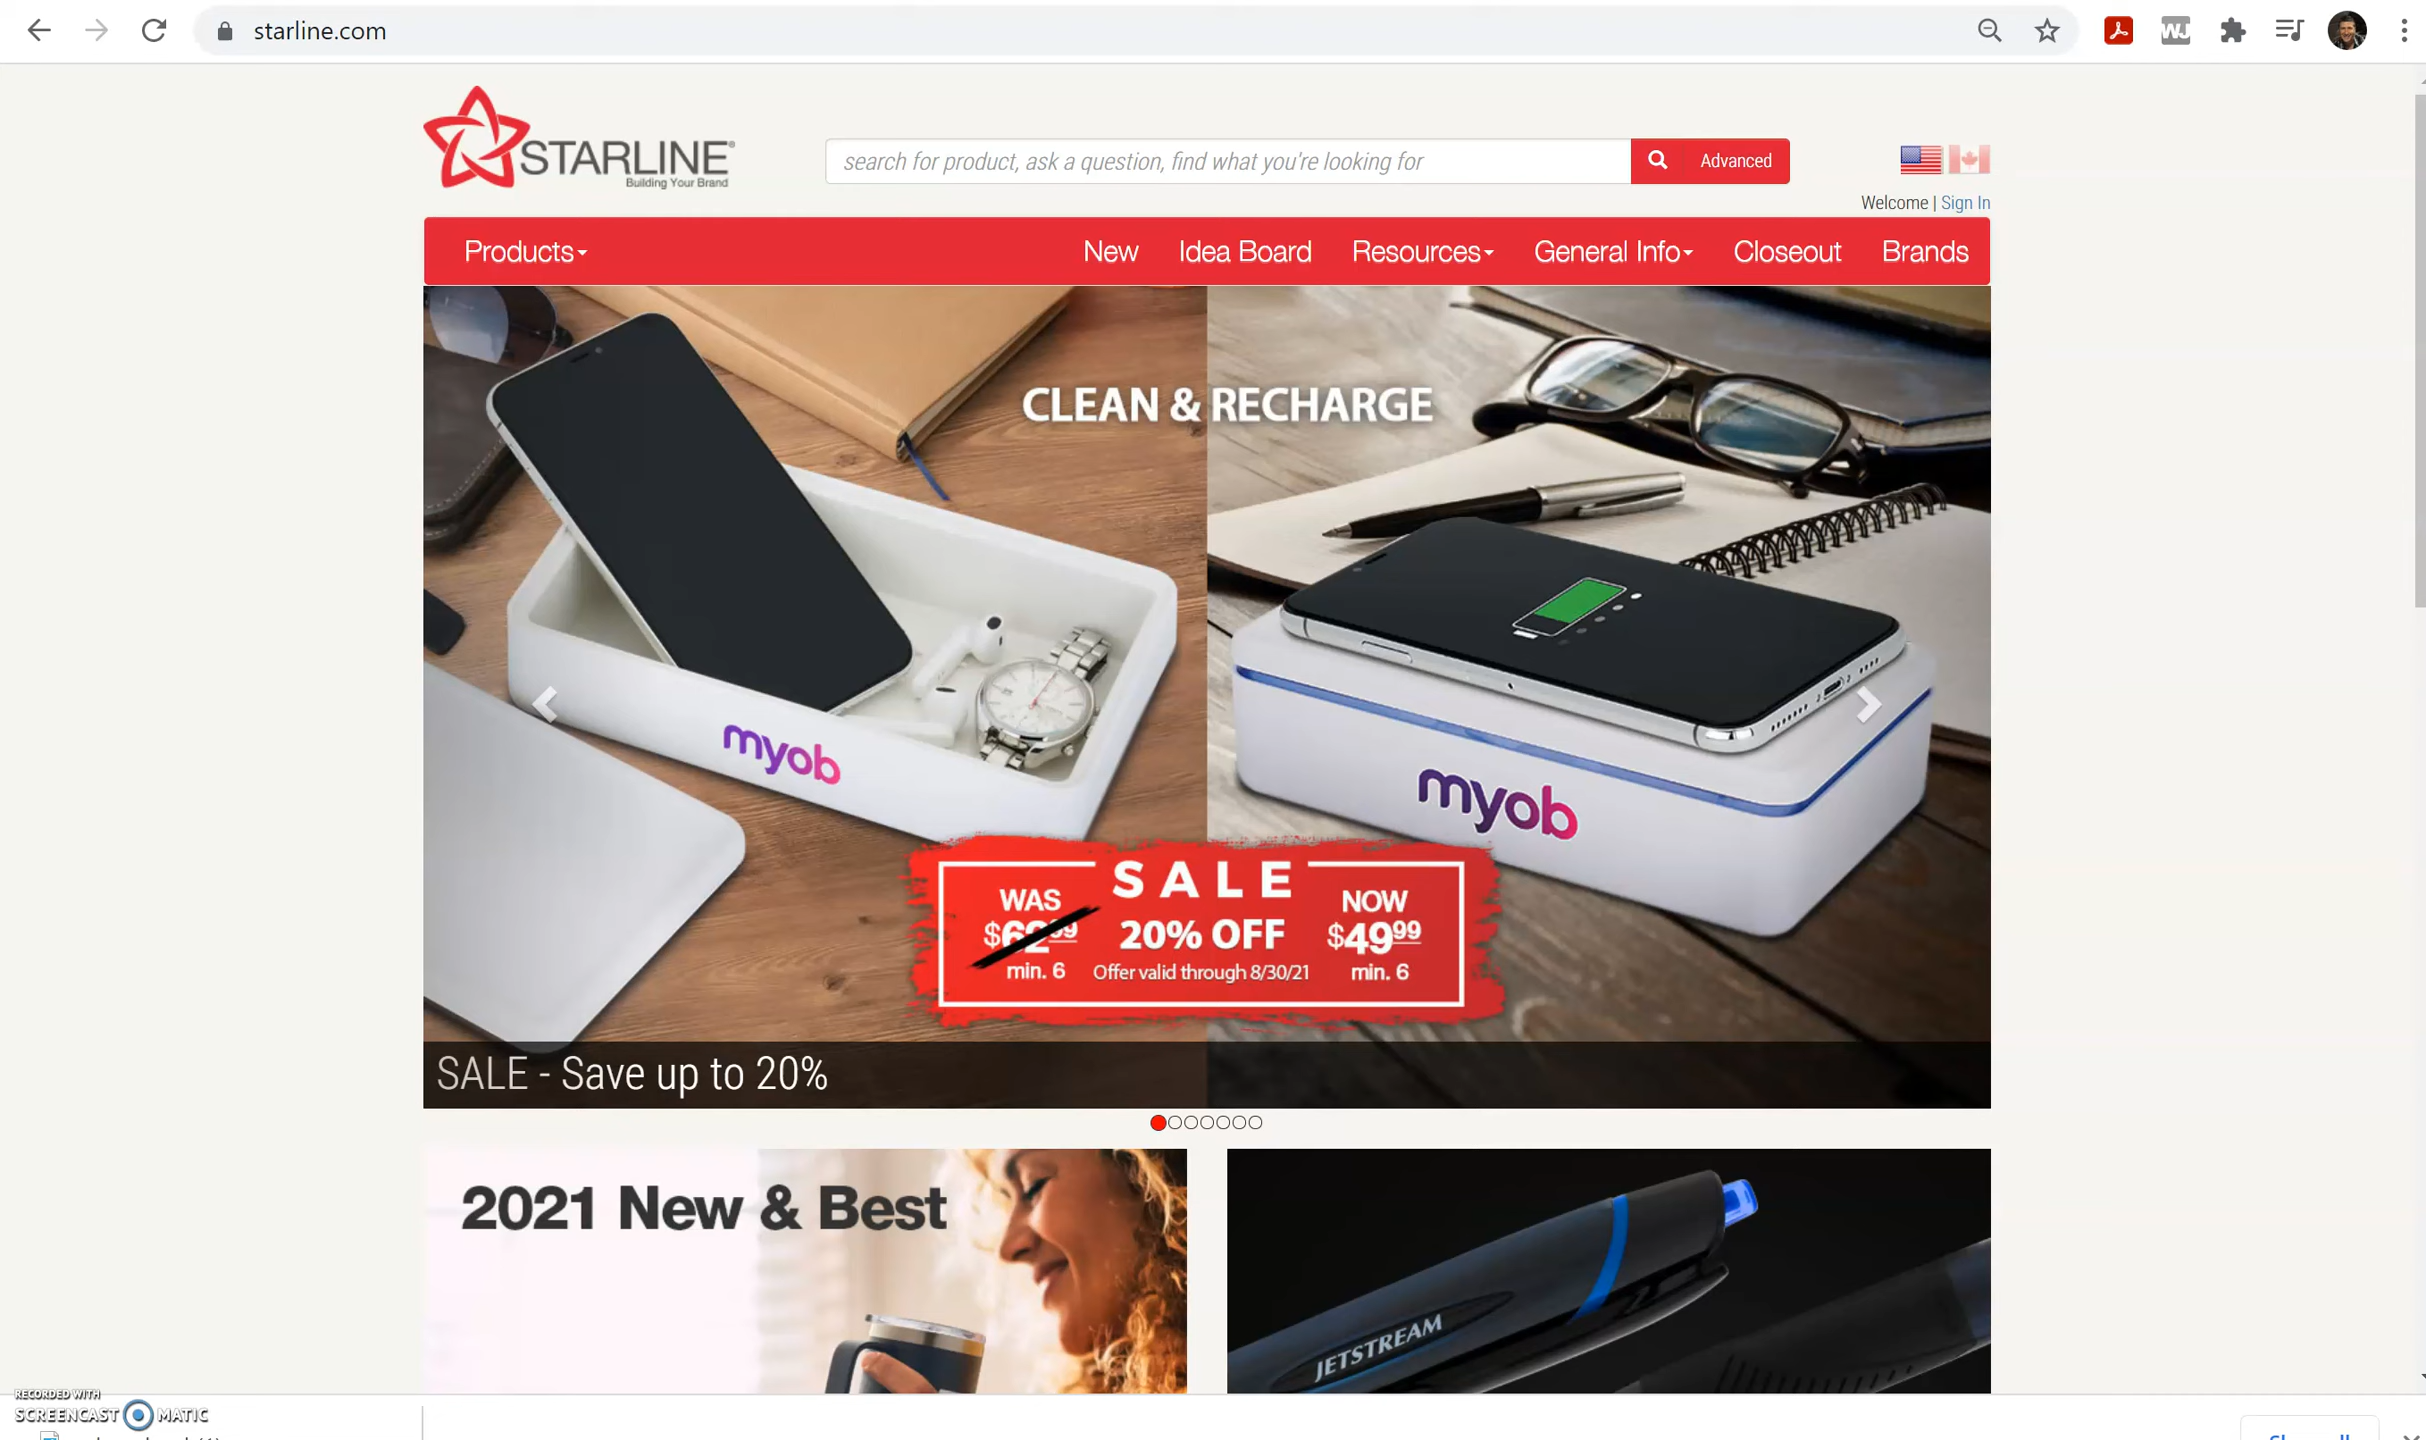 starline.com
WJ
STARLINE®
Building Your Brand
search for product, ask a question, find what you're looking for
Advanced
Welcome | Sign In
Products
New
Idea Board
Resources
General Info
Closeout
Brands
CLEAN & RECHARGE
myob
myob
SALE
WAS
20% OFF
NOW
$49.99
min. 6
Offer valid through 8/30/21
min. 6
SALE - Save up to 20%
2021 New & Best
JETSTREAM
RECORDED WITH
SCREENCAST MATIC